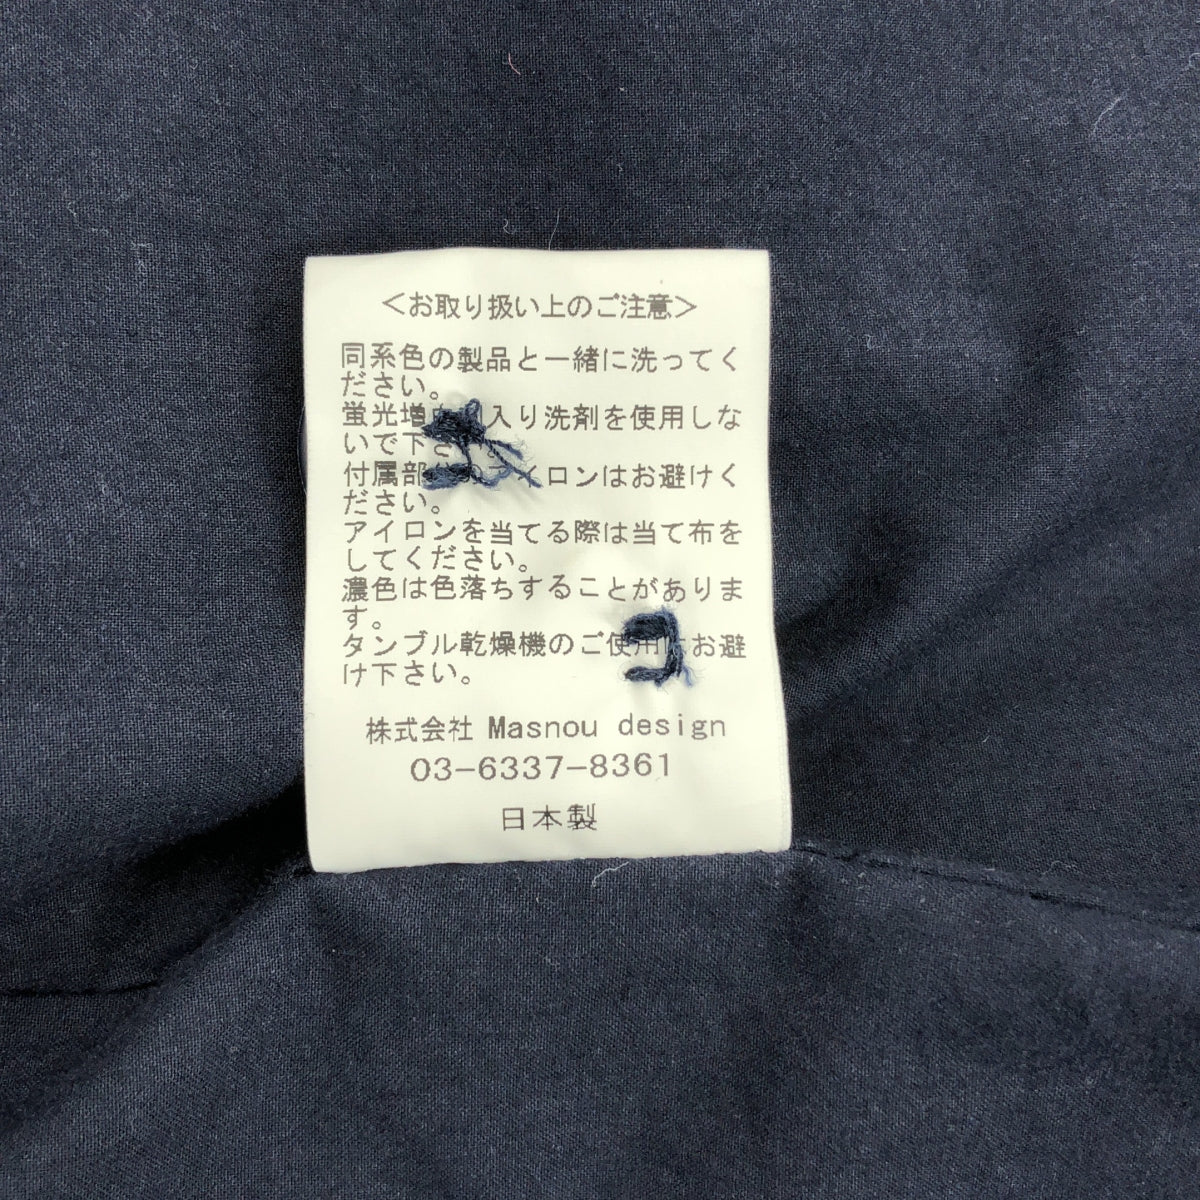 ＜お取り扱い上のご注意＞
同系色の製品と一緒に洗ってく
ださい。
蛍光増白剤入り洗剤を使用しな
いで下さい。
付属部 イロンはお避けく
ださい。
アイロンを当てる際は当て布を
してください。
濃色は色落ちすることがありま
す。
タンブル乾燥機のご使用はお避
け下さい。
株式会社 Masnou design
03-6337-8361
日本製